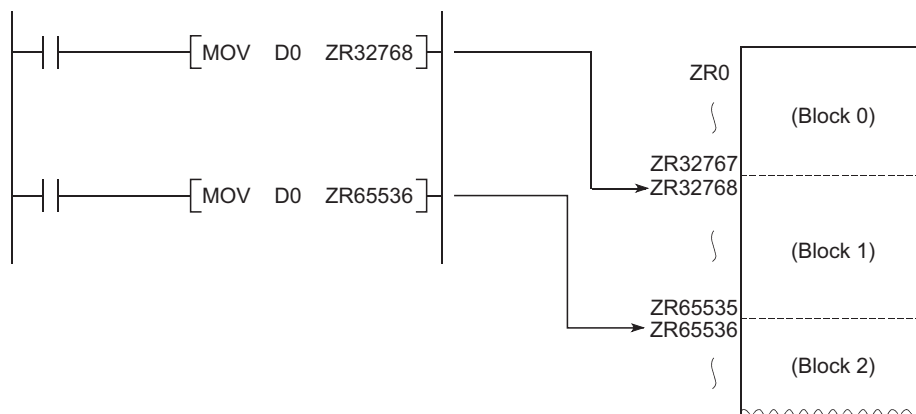 MOV D0 ZR32768
MOV D0 ZR65536
ZR0
(Block 0)
ZR32767
ZR32768
(Block 1)
ZR65535
ZR65536
(Block 2)